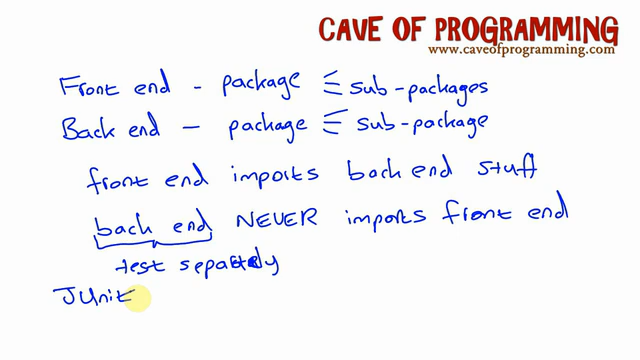 CAVE OF PROGRAMMING
www.caveofprogramming.com
Front end - package sub-packages
Back end - package sub-package
front end imports back end stuff
back end NEVER imports front end
test separately
JUnit